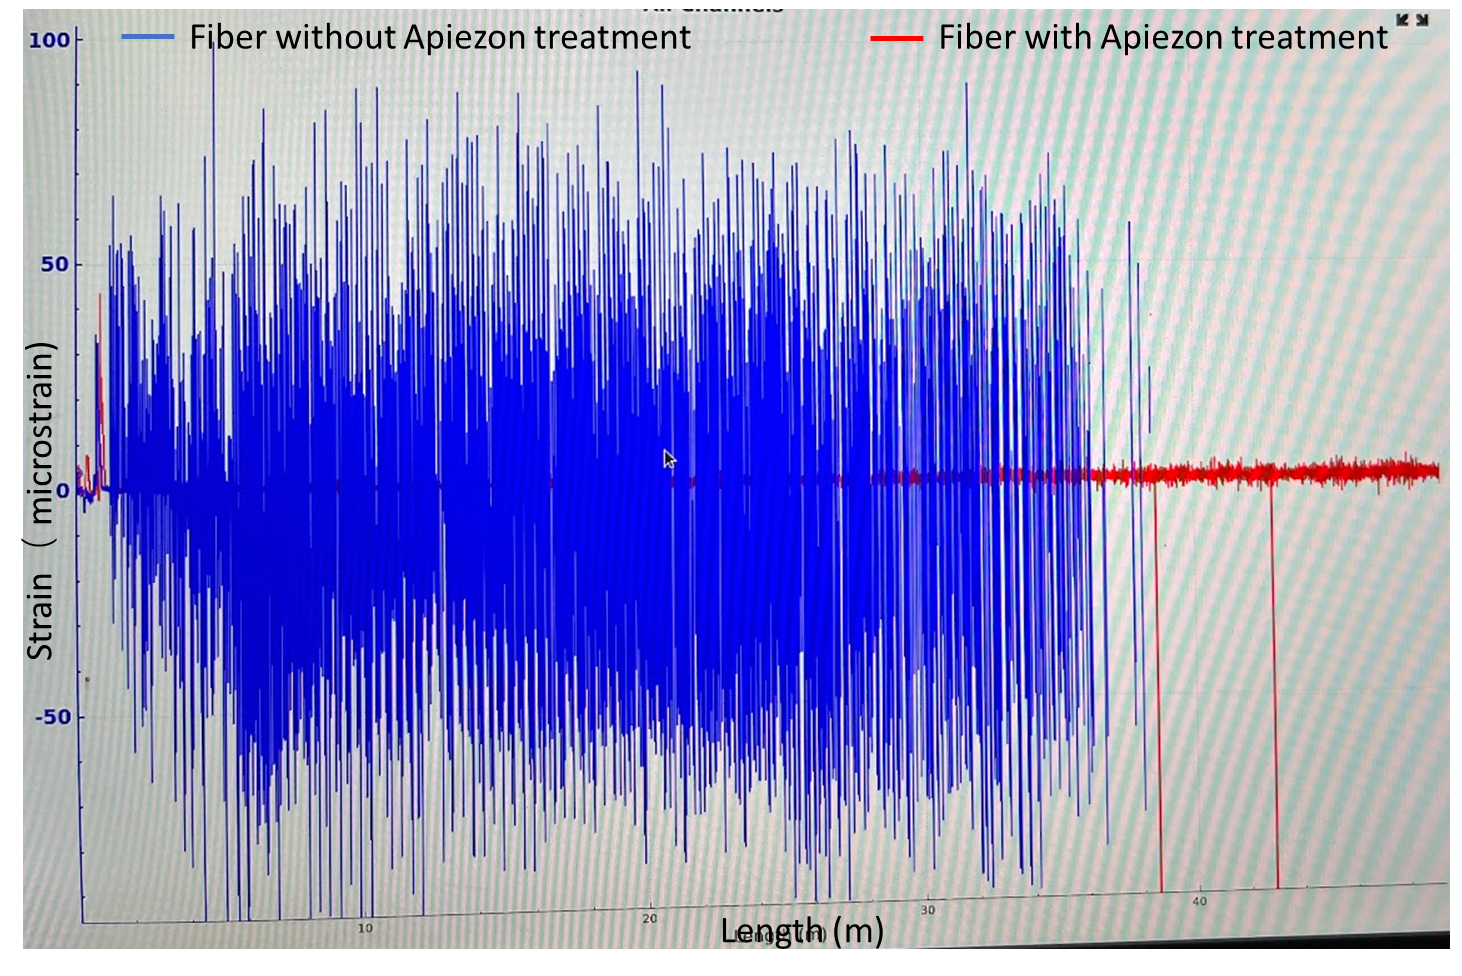 Fiber without Apiezon treatment
Fiber with Apiezon treatment
100
50
0
-50
Strain ( microstrain)
10
20
30
40
Length (m)
Length (m)